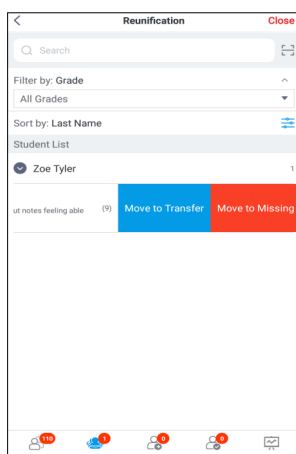 Reunification
Close
Search
Filter by: Grade
All Grades
Sort by: Last Name
Student List
Zoe Tyler 1
ut notes feeling able (9) Move to Transfer Move to Missing
110 1 0 0